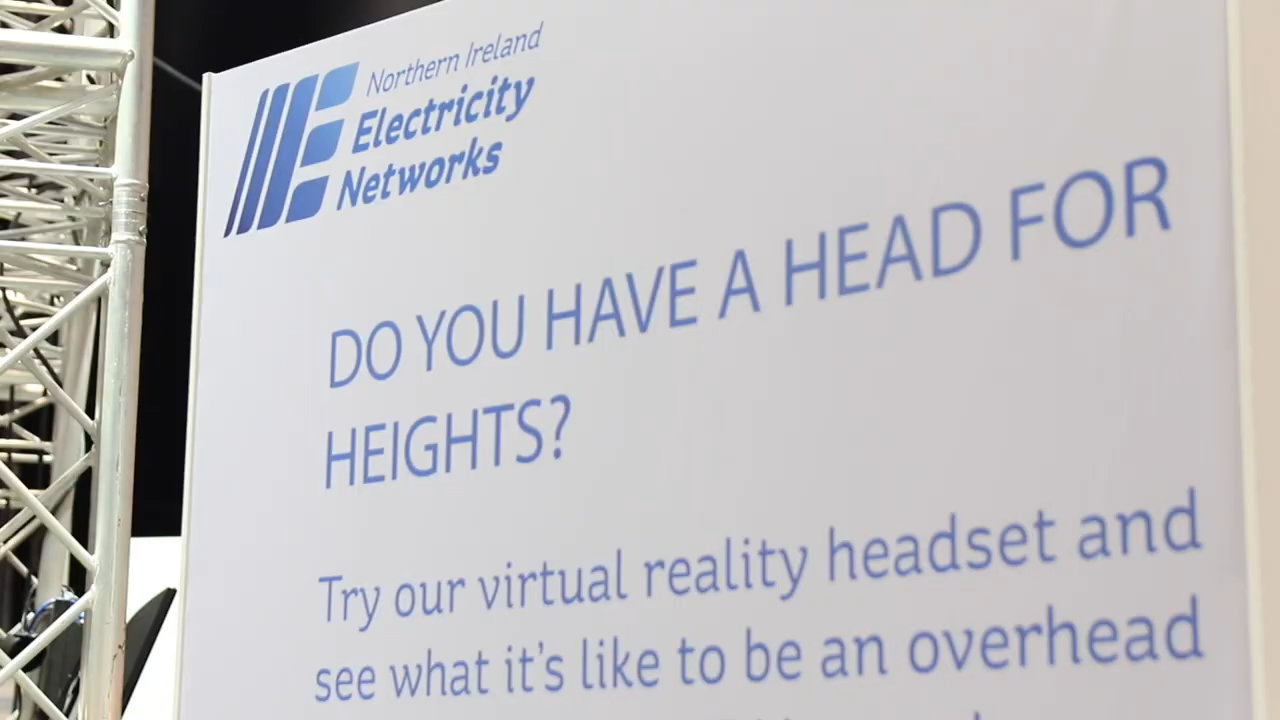 Northern Ireland
Electricity
Networks
DO YOU HAVE A HEAD FOR
HEIGHTS?
Try our virtual reality headset and
see what it's like to be an overhead